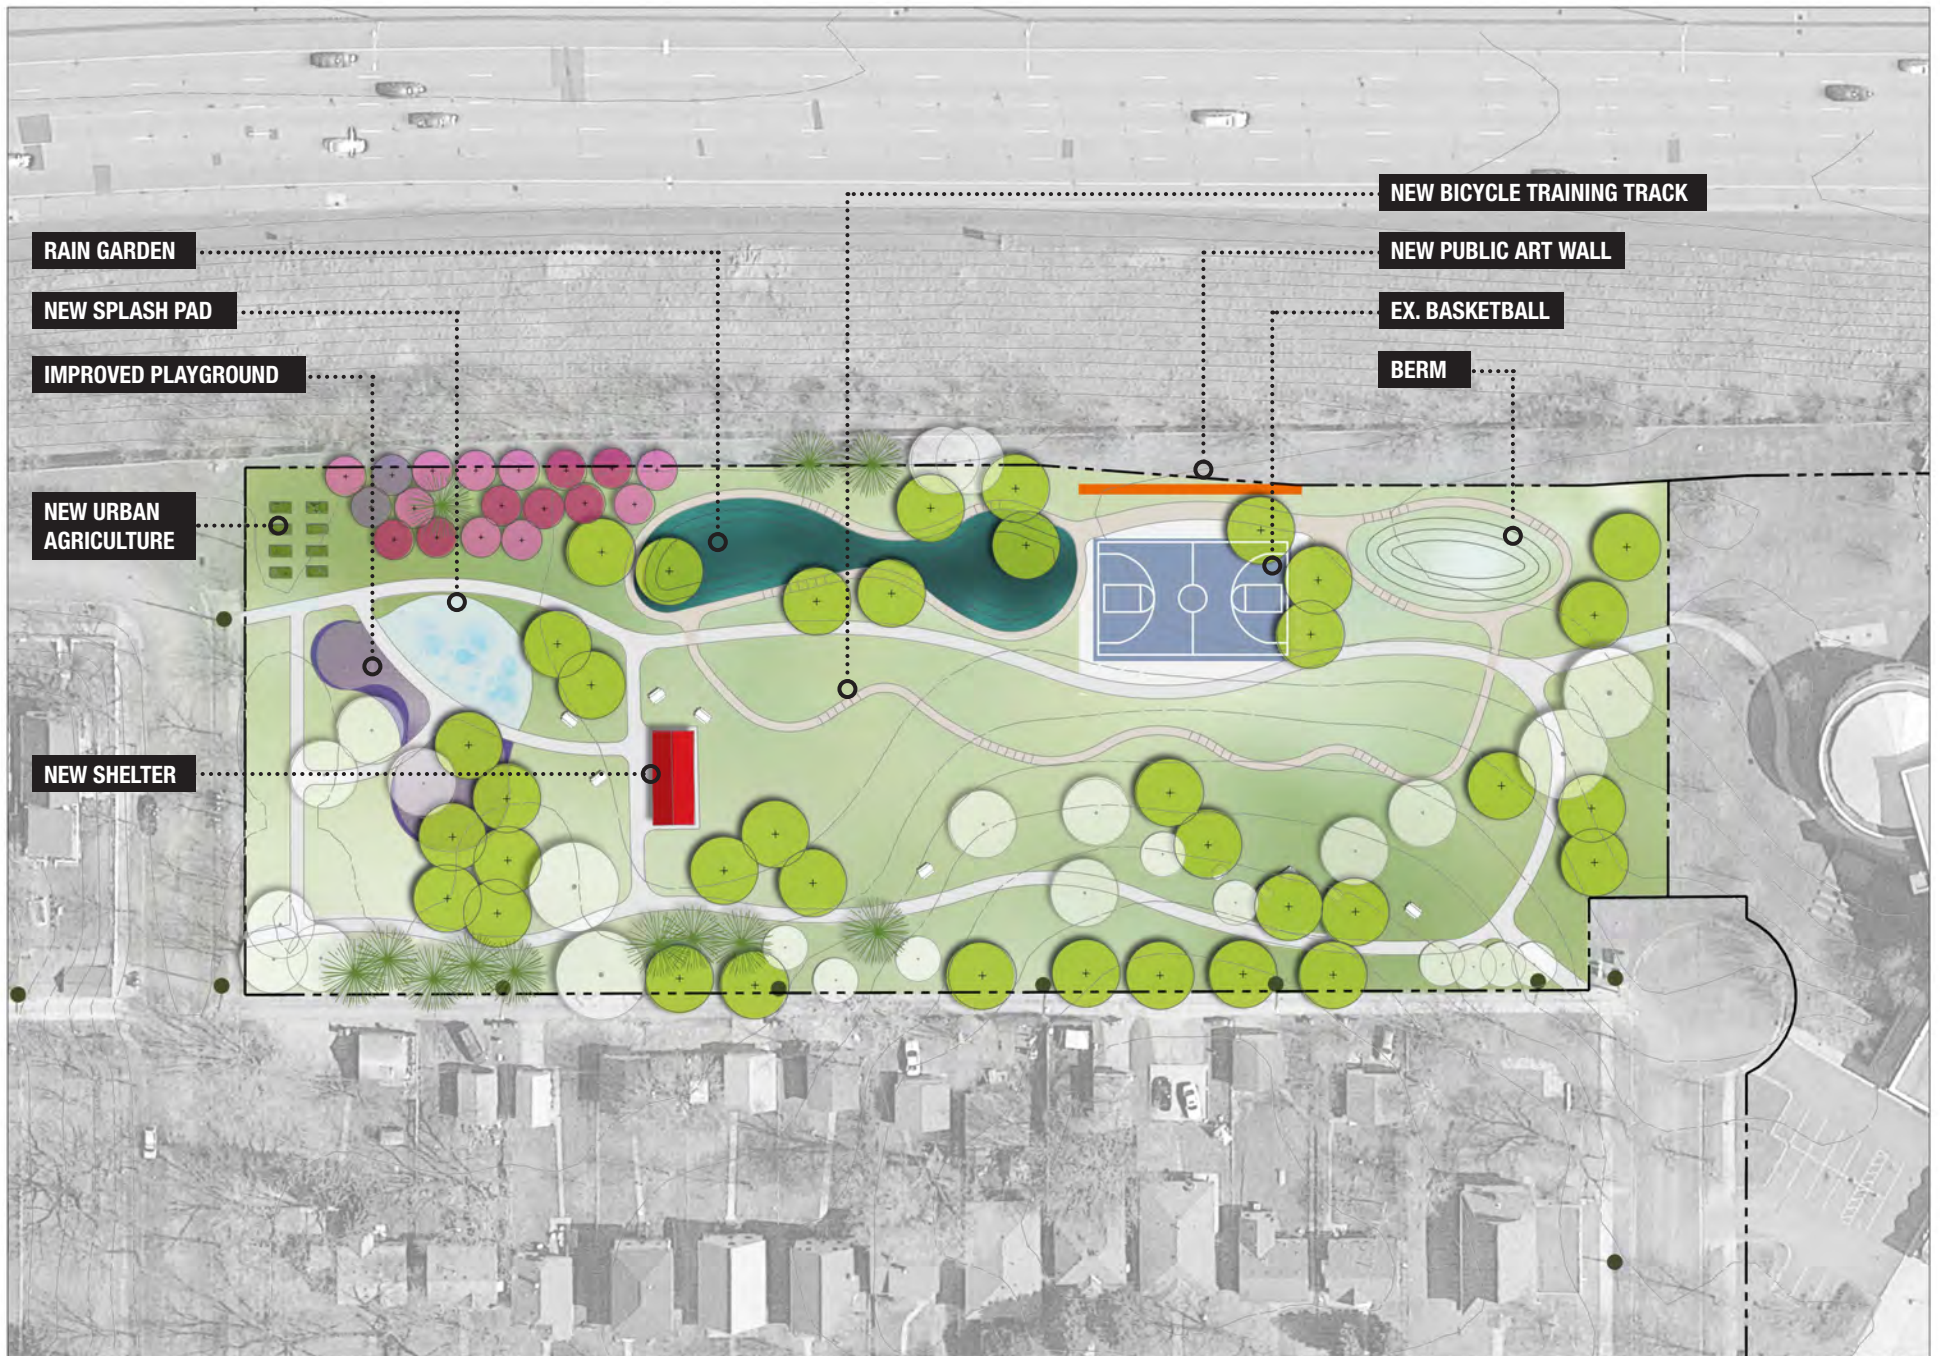 NEW BICYCLE TRAINING TRACK
RAIN GARDEN
NEW PUBLIC ART WALL
NEW SPLASH PAD
EX. BASKETBALL
IMPROVED PLAYGROUND
BERM
NEW URBAN
AGRICULTURE
NEW SHELTER